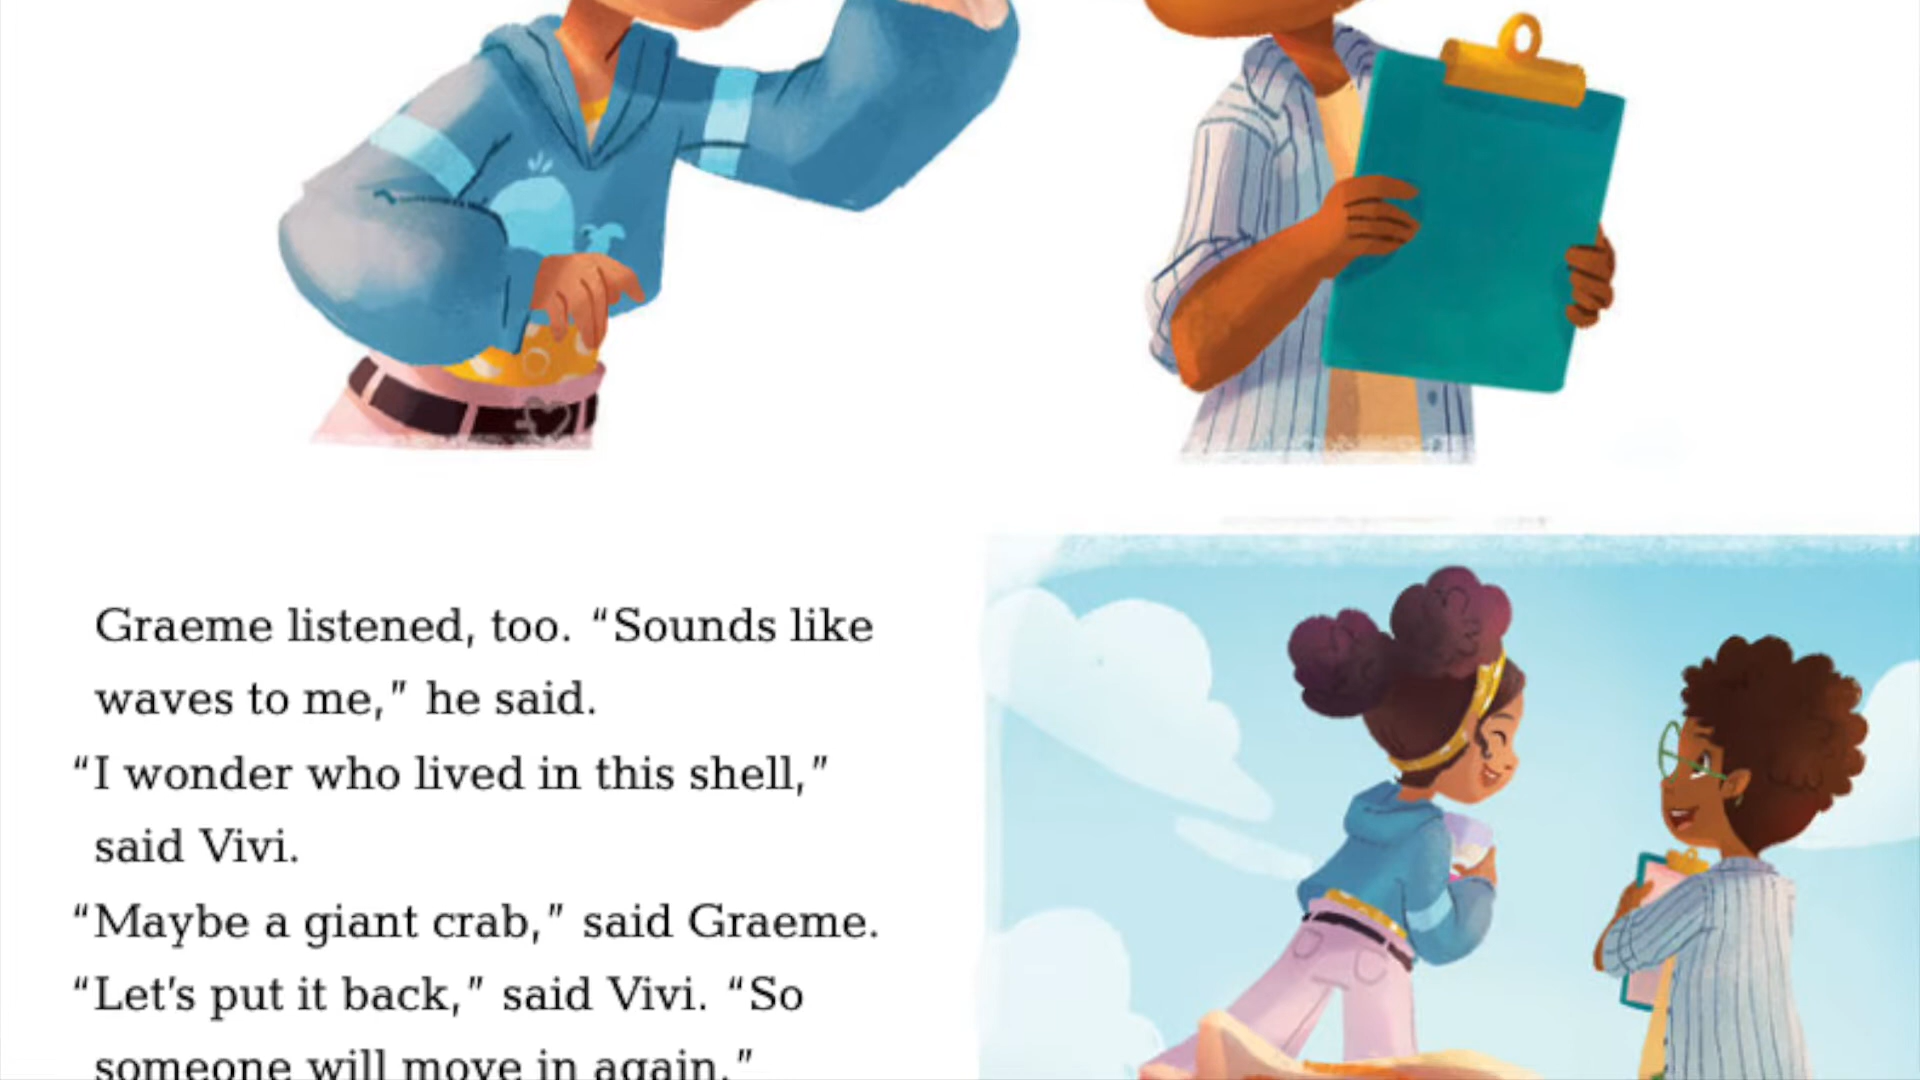 Graeme listened, too. “Sounds like
waves to me,” he said.
“I wonder who lived in this shell,”
said Vivi.
“Maybe a giant crab,” said Graeme.
“Let’s put it back,” said Vivi. “So
someone will move in again.”